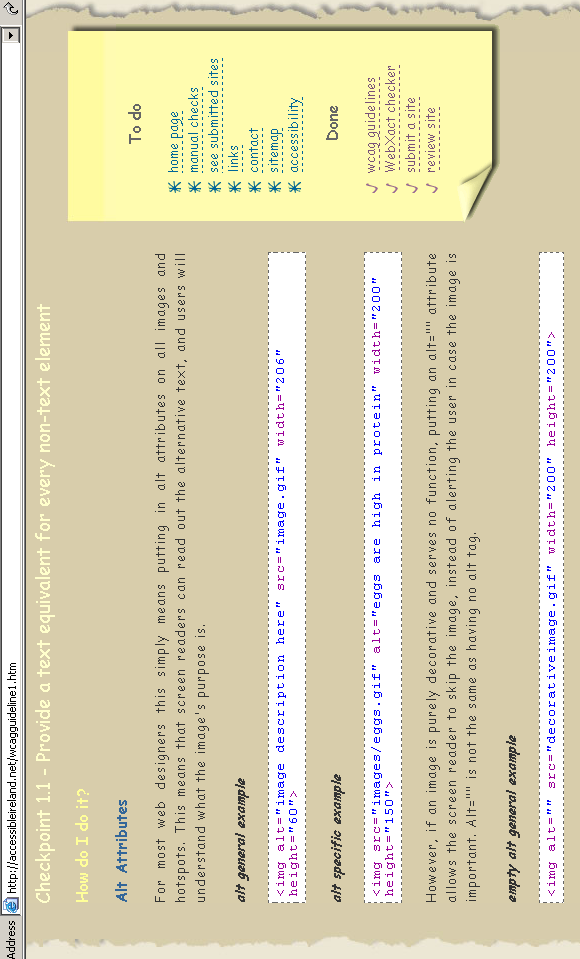 Address http://accessibleireland.net/wcagguideline1.htm
Checkpoint 1.1 - Provide a text equivalent for every non-text element
How do I do it?
Alt Attributes
For most web designers this simply means putting in alt attributes on all images and
hotspots. This means that screen readers can read out the alternative text, and users will
understand what the image's purpose is.
alt general example
<img alt="image description here" src="image.gif" width="206"
height="60">
alt specific example
<img src="images/eggs.gif" alt="eggs are high in protein" width="200"
height="150">
However, if an image is purely decorative and serves no function, putting an alt="" attribute
allows the screen reader to skip the image, instead of alerting the user in case the image is
important. Alt="" is not the same as having no alt tag.
empty alt general example
<img alt="" src="decorativeimage.gif" width="200" height="200">
To do
home page
manual checks
see submitted sites
links
contact
sitemap
accessibility
Done
wcag guidelines
WebXact checker
submit a site
review site